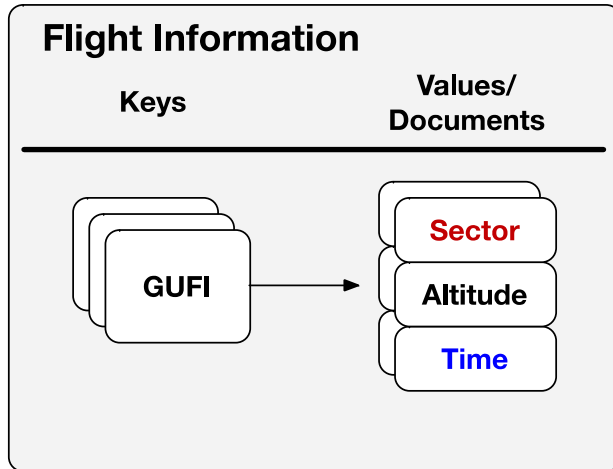 Flight Information
Keys
Values/
Documents
GUFI
Sector
Altitude
Time